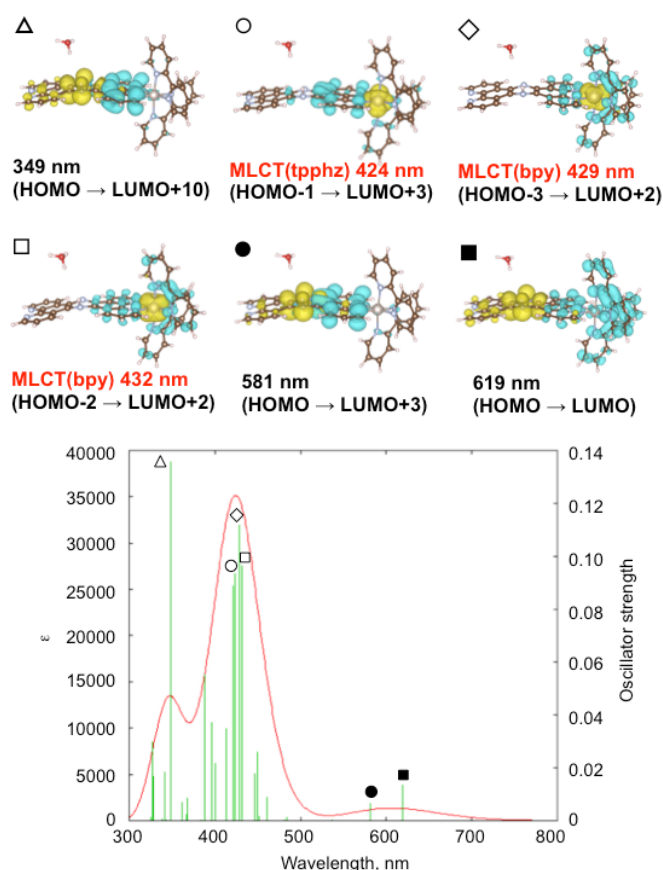 349 nm
(HOMO → LUMO+10)
MLCT(tpphz) 424 nm
(HOMO-1 → LUMO+3)
MLCT(bpy) 429 nm
(HOMO-3 → LUMO+2)
MLCT(bpy) 432 nm
(HOMO-2 → LUMO+2)
581 nm
(HOMO → LUMO+3)
619 nm
(HOMO → LUMO)
40000
35000
30000
25000
20000
15000
10000
5000
0
ε
0.14
0.12
0.10
0.08
0.06
0.04
0.02
0
Oscillator strength
300
400
500
600
700
800
Wavelength, nm